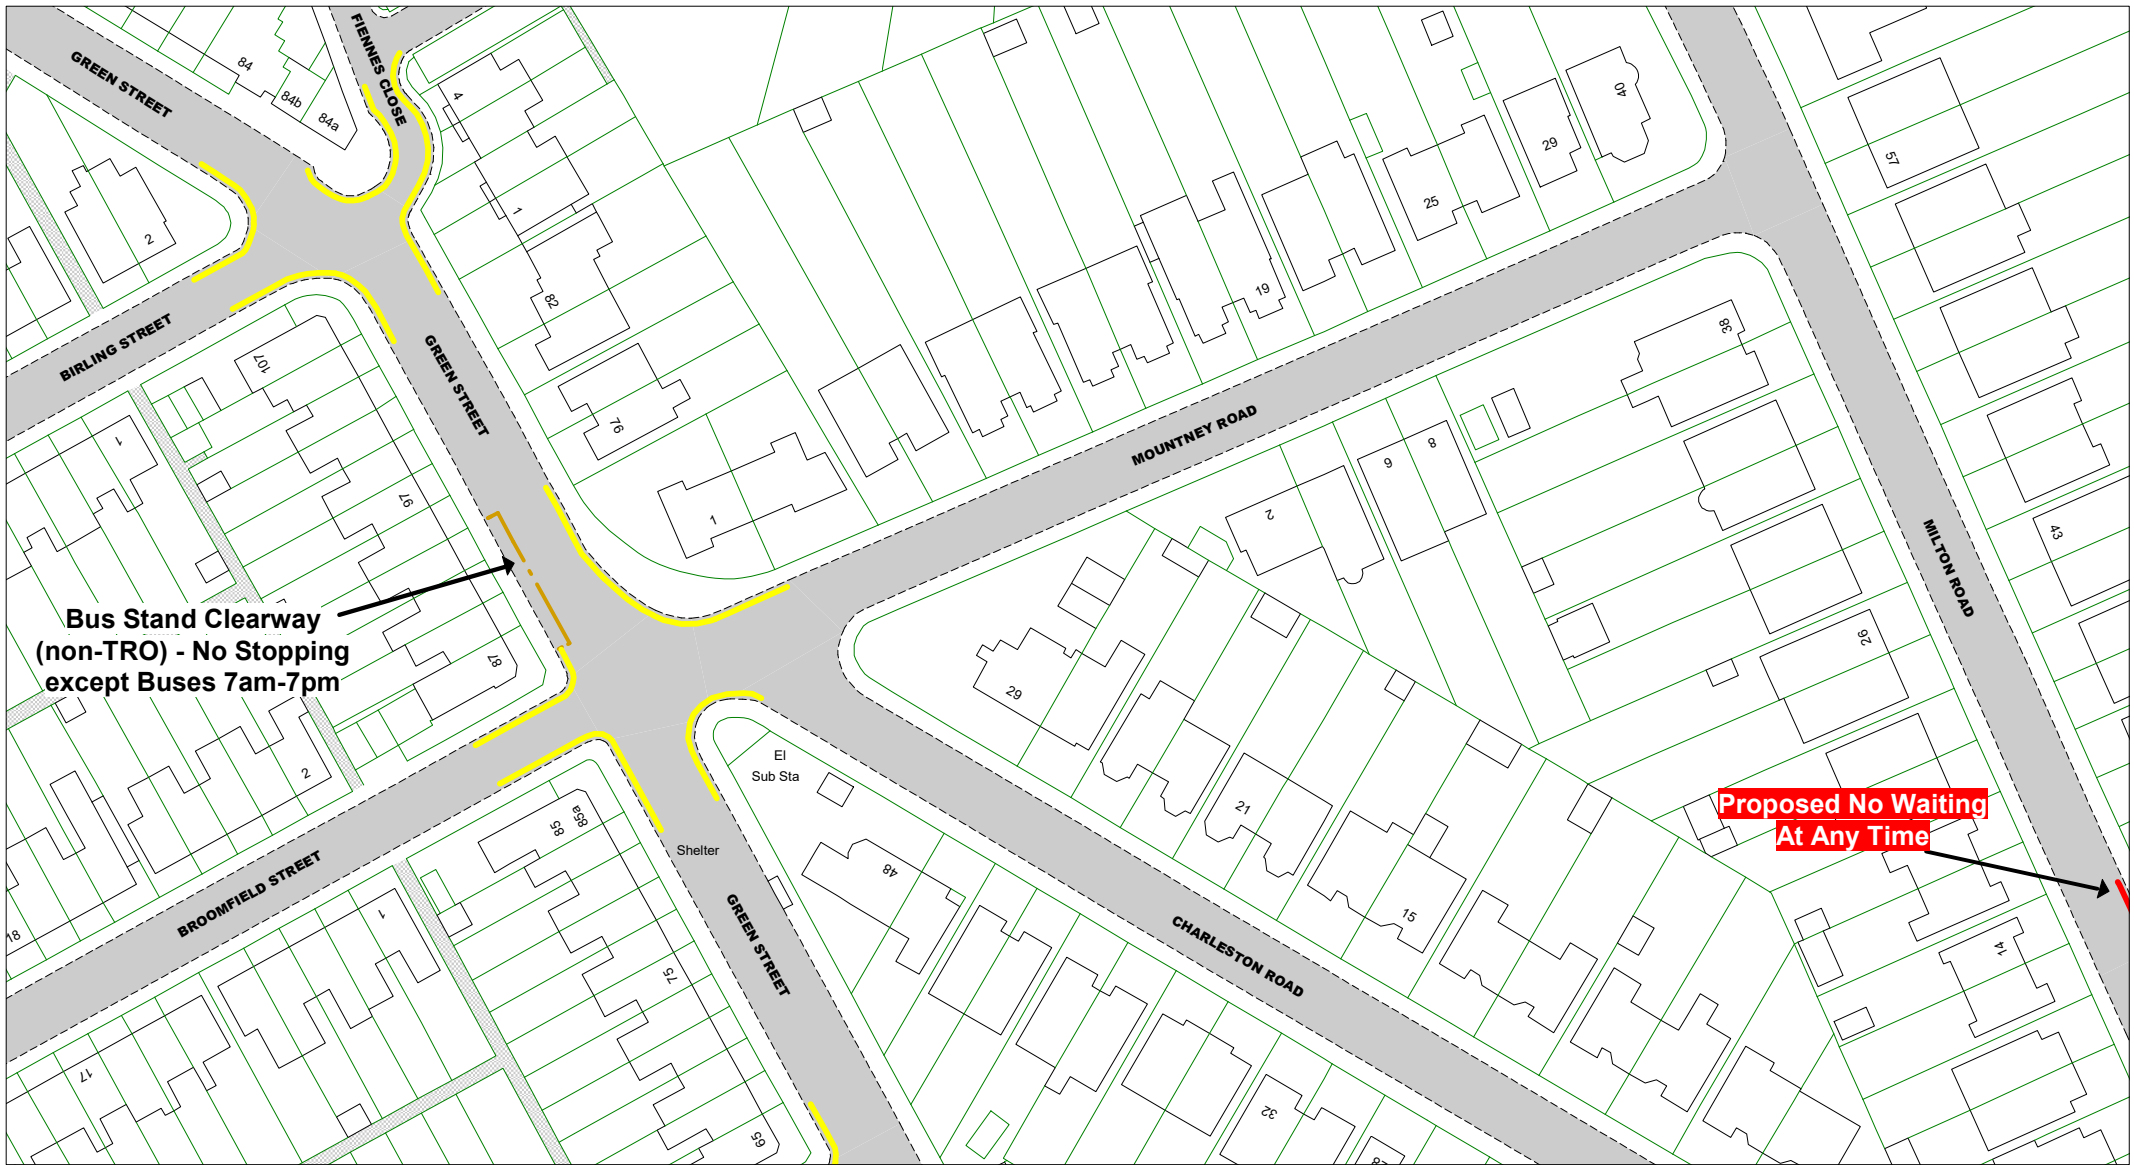 GREEN STREET
84
84b
84a
FIENNES CLOSE
4
1
2
82
BIRLING STREET
107
GREEN STREET
76
1
97
1
87
2
18
Bus Stand Clearway
(non-TRO) - No Stopping
except Buses 7am-7pm
MOUNTNEY ROAD
19
25
29
40
57
38
8
6
2
43
MILTON ROAD
26
29
21
15
El
Sub Sta
Shelter
48
85
85a
BROOMFIELD STREET
1
17
75
65
GREEN STREET
CHARLESTON ROAD
32
14
Proposed No Waiting
At Any Time